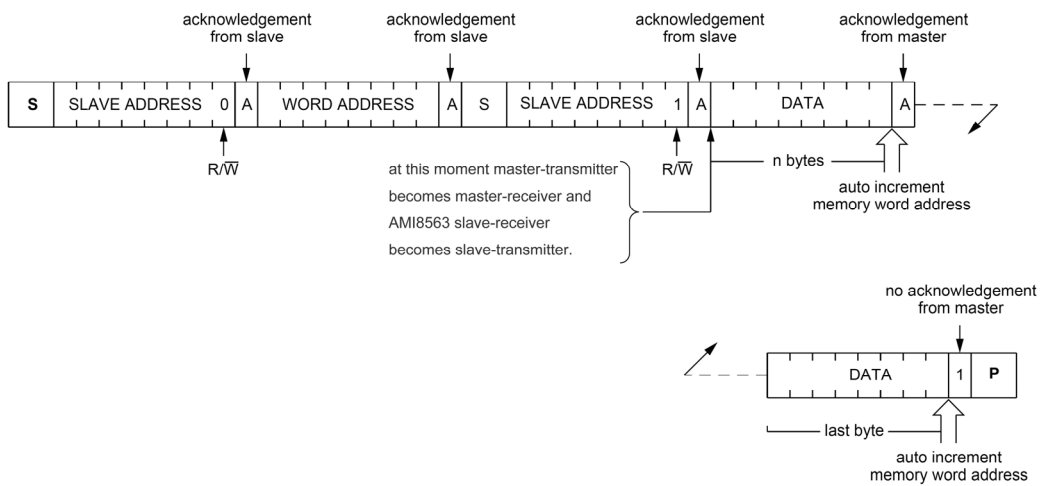 acknowledgement
from slave
acknowledgement
from slave
acknowledgement
from slave
acknowledgement
from master
S SLAVE ADDRESS 0 A WORD ADDRESS A S SLAVE ADDRESS 1 A DATA A
R/W̅
R/W̅
n bytes
at this moment master-transmitter
becomes master-receiver and
AMI8563 slave-receiver
becomes slave-transmitter.
auto increment
memory word address
no acknowledgement
from master
DATA 1 P
last byte
auto increment
memory word address